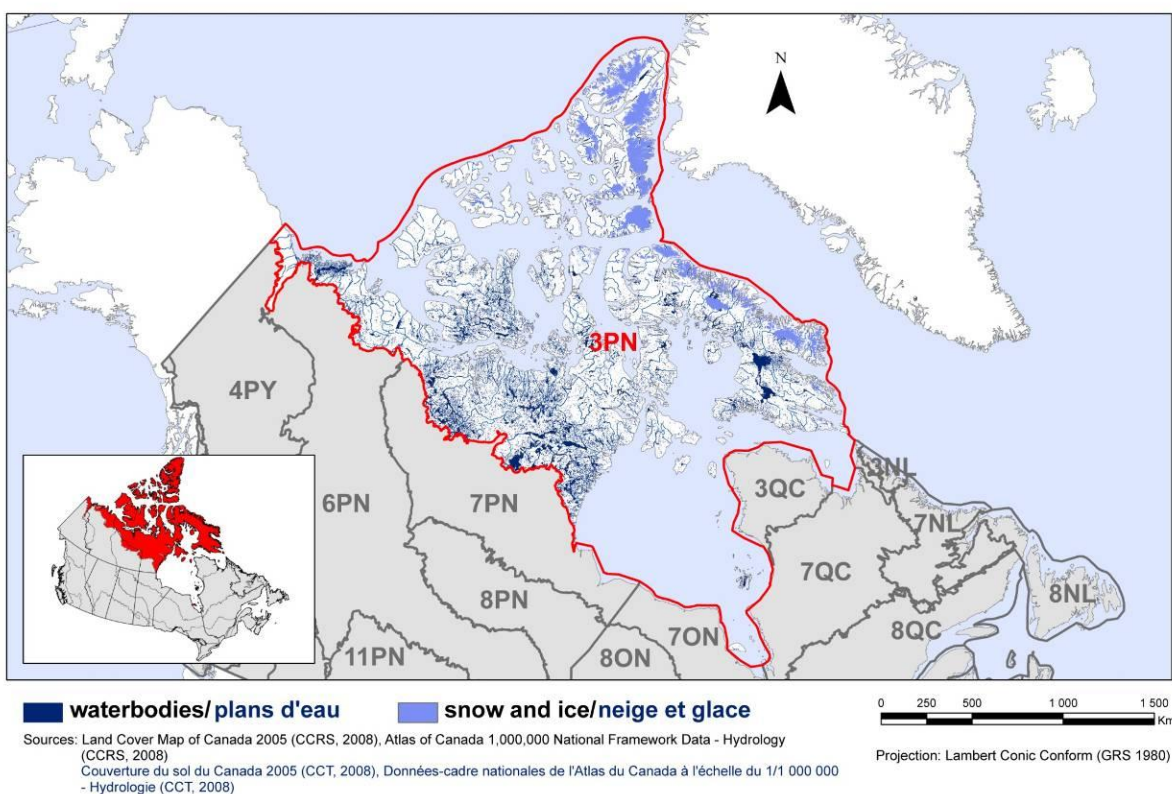 N
3PN
4PY
6PN
7PN
3QC
3NL
7NL
7QC
8NL
8PN
7ON
8QC
11PN
8ON
waterbodies/plans d'eau
snow and ice/neige et glace
0 250 500 1 000 1 500
Km
Sources: Land Cover Map of Canada 2005 (CCRS, 2008), Atlas of Canada 1,000,000 National Framework Data - Hydrology
(CCRS, 2008)
Couverture du sol du Canada 2005 (CCT, 2008), Données-cadre nationales de l'Atlas du Canada à l'échelle du 1/1 000 000
- Hydrologie (CCT, 2008)
Projection: Lambert Conic Conform (GRS 1980)